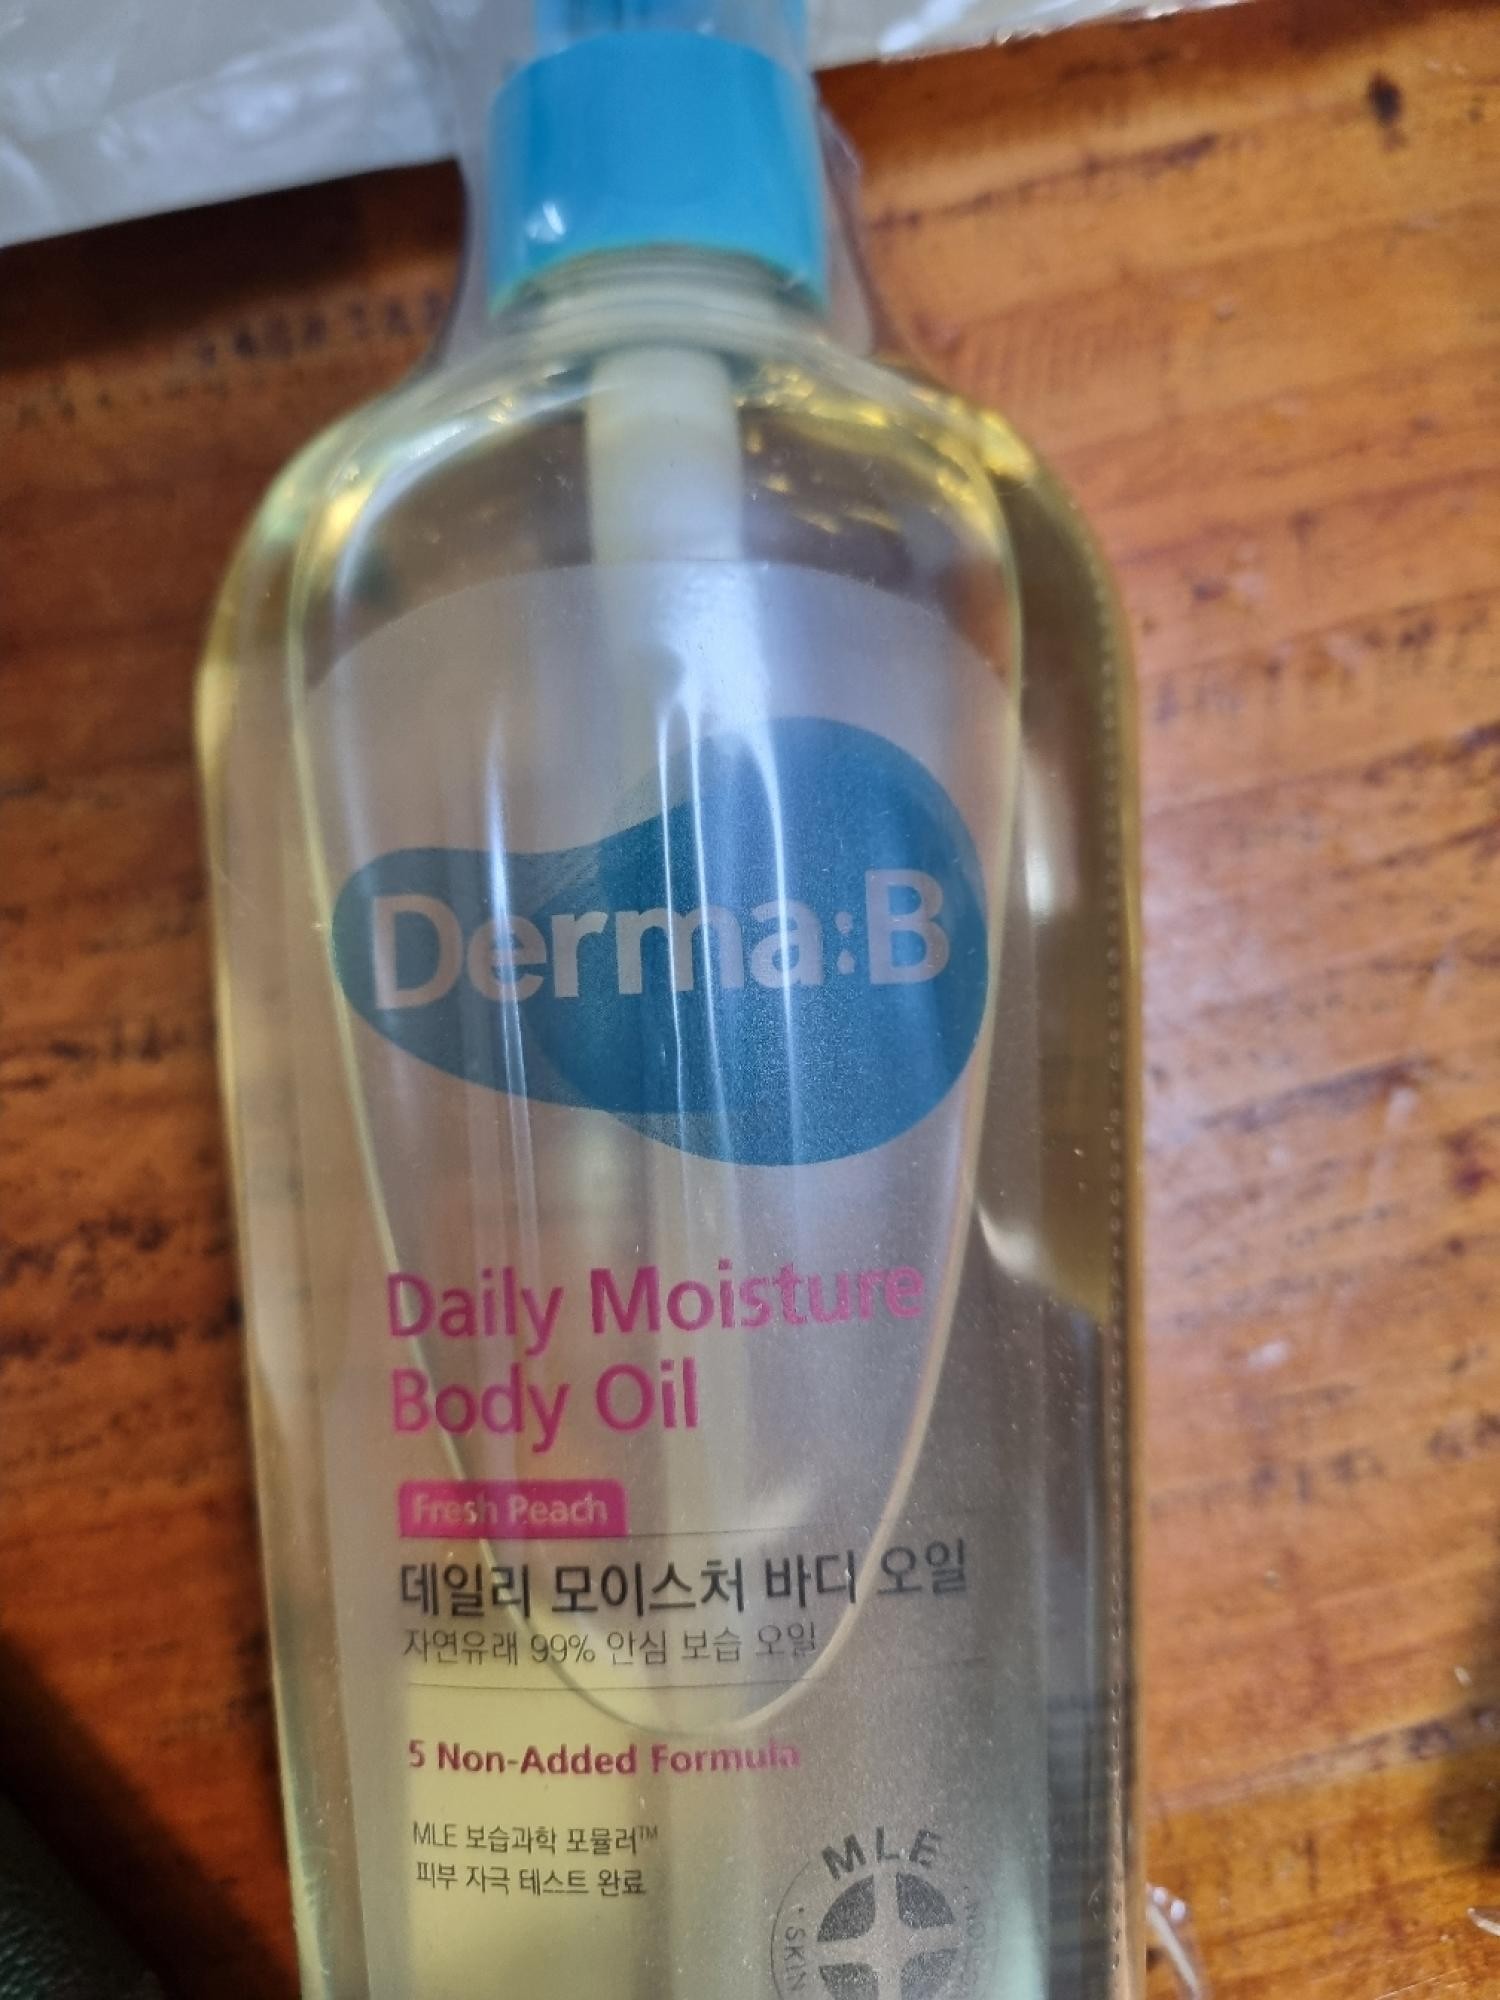 Derma:B
Daily Moisture
Body Oil
Fresh Peach
데일리 모이스처 바디 오일
자연유래 99% 안심 보습 오일
5 Non-Added Formula
MLE 보습과학 포뮬러™
피부 자극 테스트 완료
MLE
SKIN